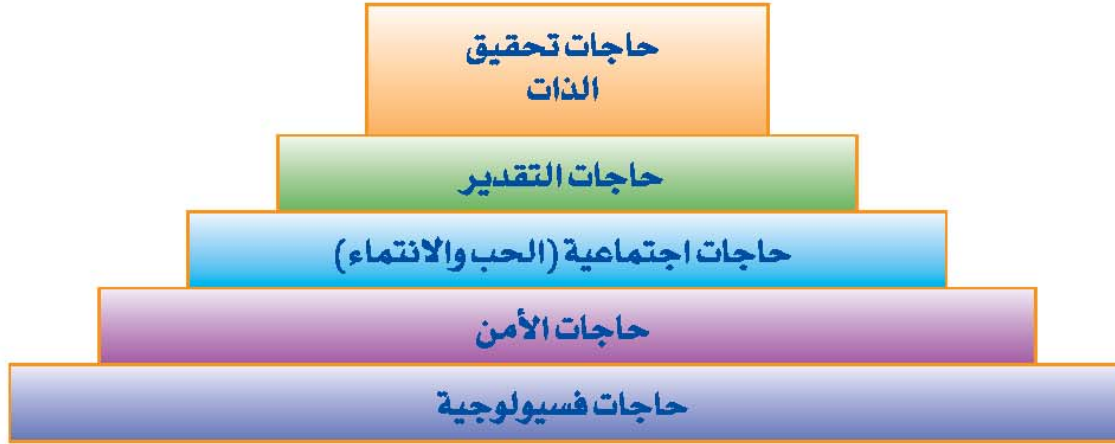 حاجات تحقيق
الذات
حاجات التقدير
حاجات اجتماعية (الحب والانتماء)
حاجات الأمن
حاجات فسيولوجية